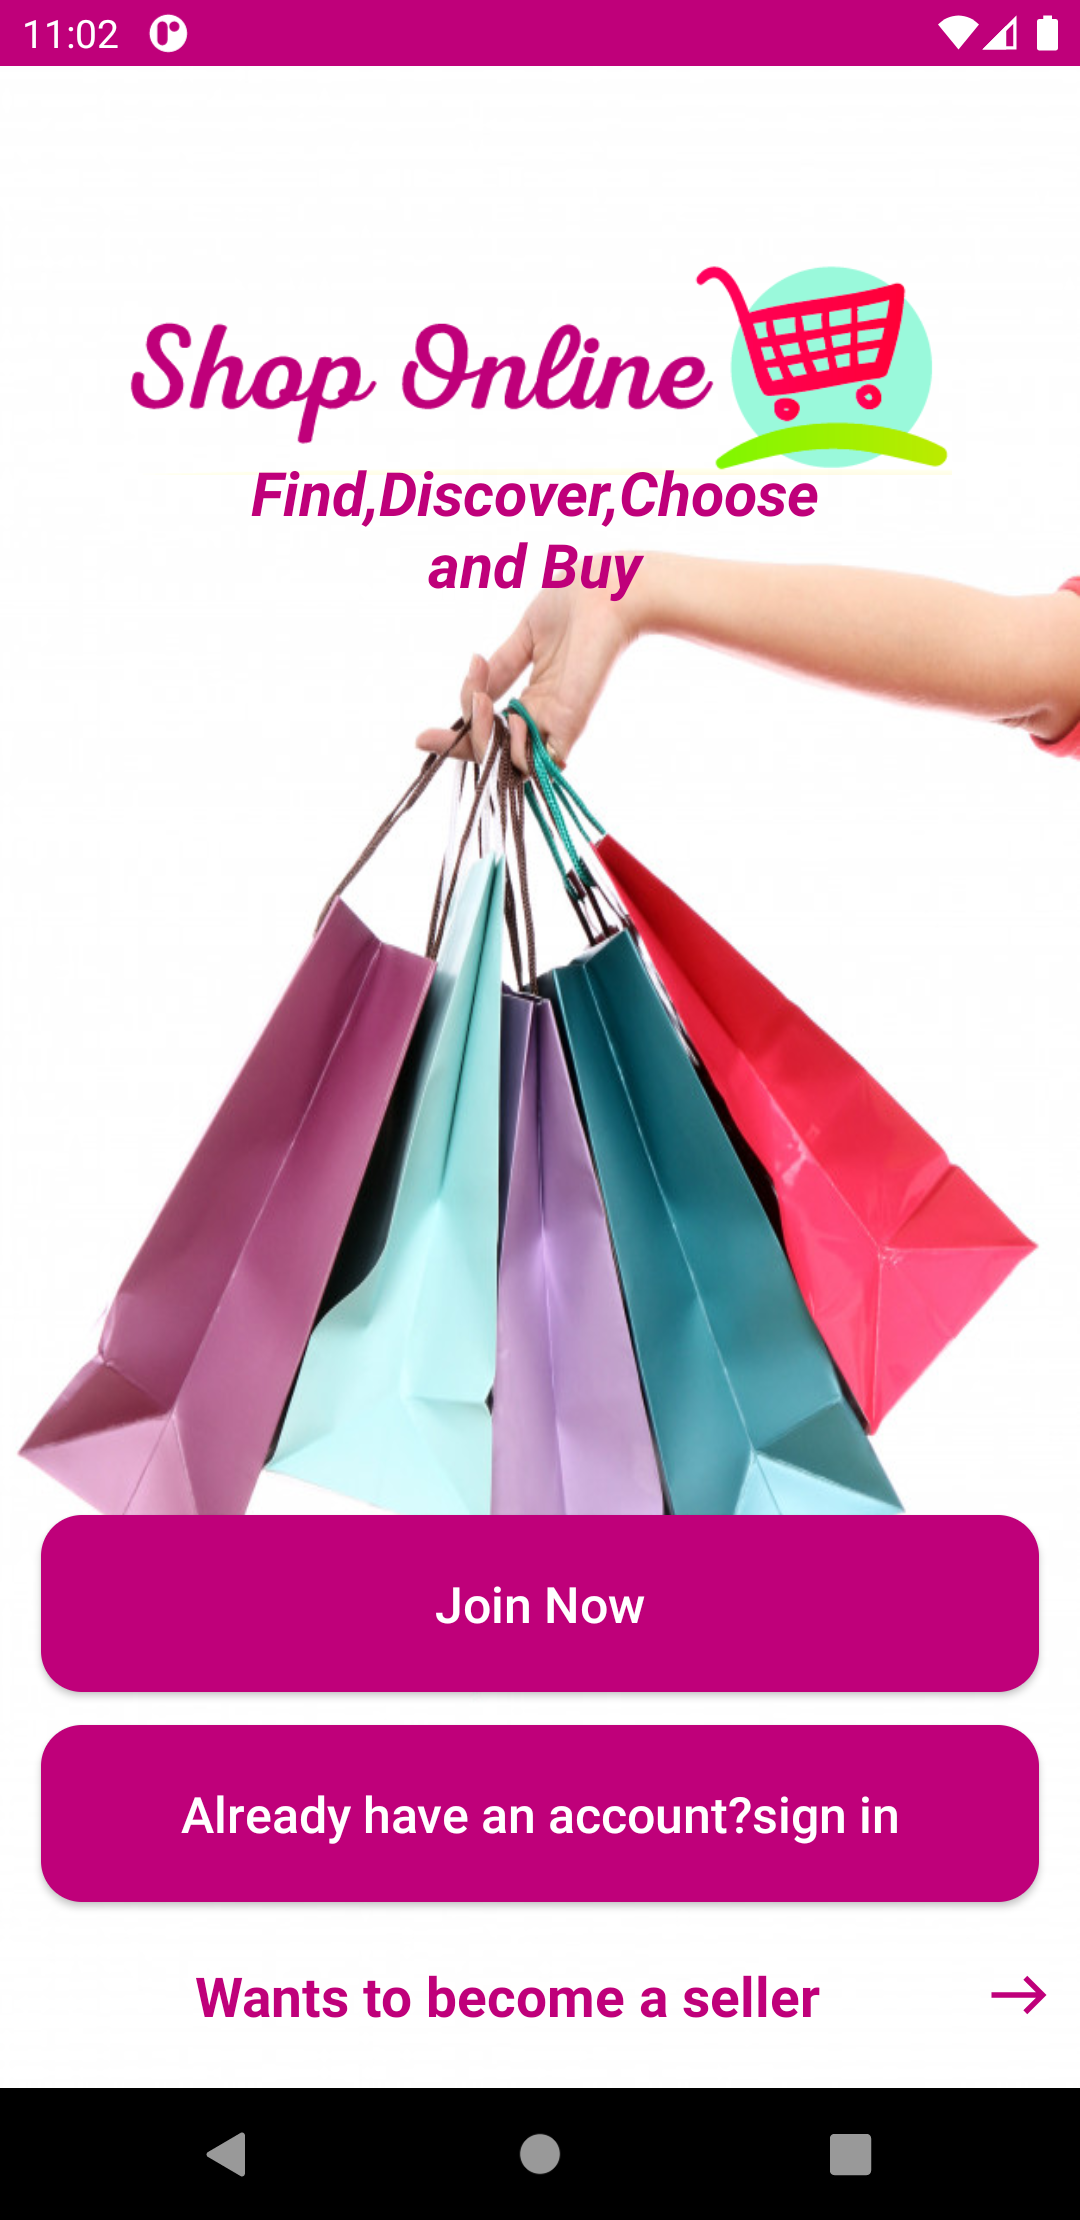 11:02
Shop Online
Find,Discover,Choose
and Buy
Join Now
Already have an account?sign in
Wants to become a seller